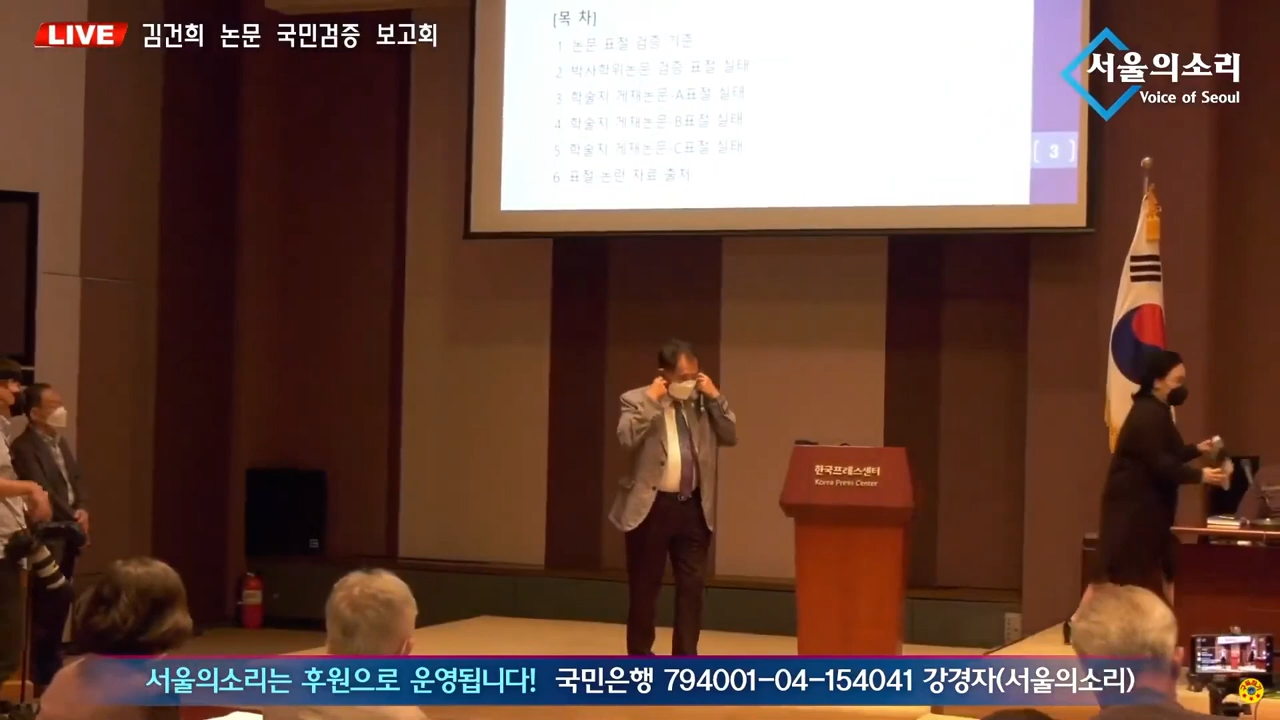 LIVE 김건희 논문 국민검증 보고회
서울의소리
Voice of Seoul
[목 차]
1 논문 표절 검증 기준
2 박사학위논문 검증 표절 실태
3 학술지 게재논문 A표절 실태
4 학술지 게재논문 B표절 실태
5 학술지 게재논문 C표절 실태
6 표절 논란 자료 출처
[ 3 ]
한국프레스센터
Korea Press Center
서울의소리는 후원으로 운영됩니다! 국민은행 794001-04-154041 강경자(서울의소리)